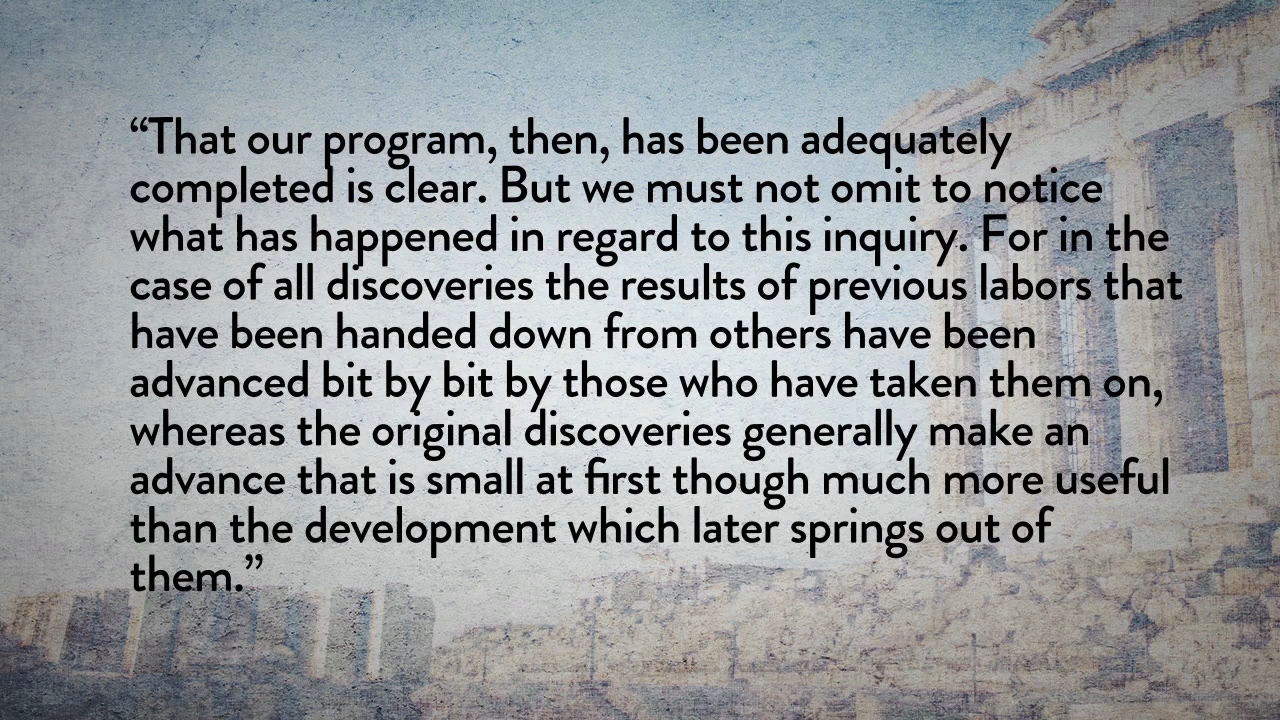 “That our program, then, has been adequately
completed is clear. But we must not omit to notice
what has happened in regard to this inquiry. For in the
case of all discoveries the results of previous labors that
have been handed down from others have been
advanced bit by bit by those who have taken them on,
whereas the original discoveries generally make an
advance that is small at first though much more useful
than the development which later springs out of
them.”